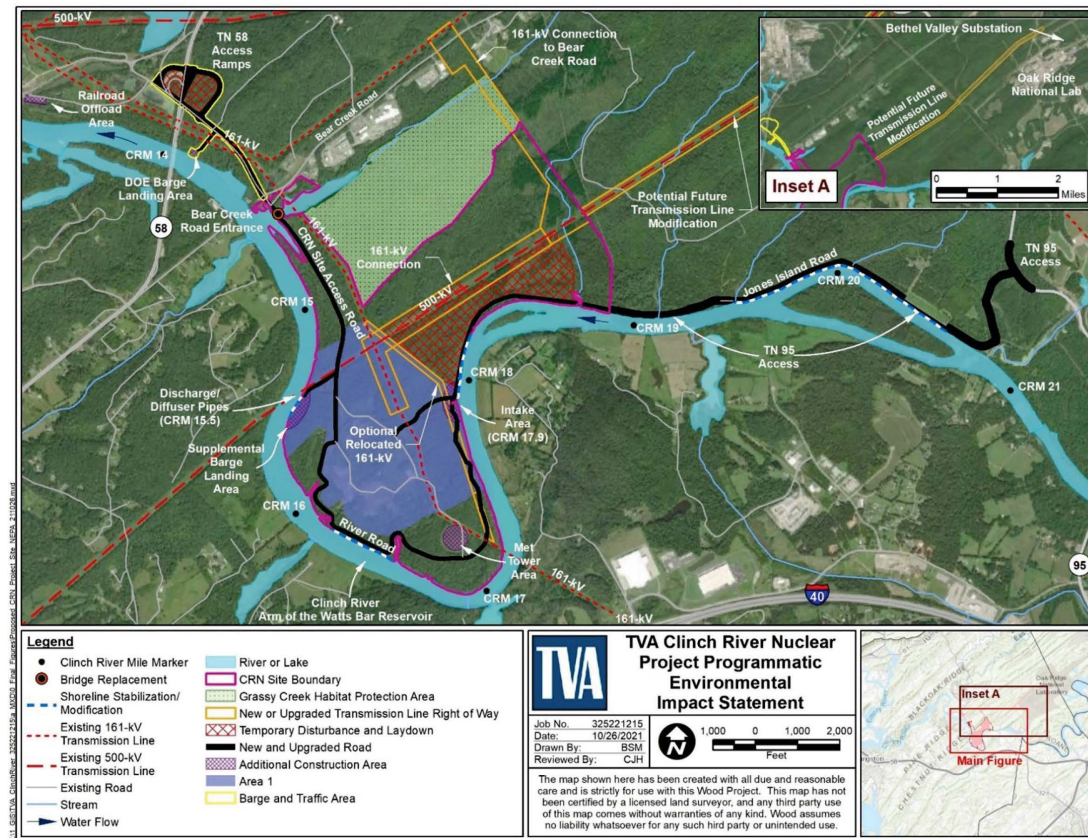 500-kV
TN 58
Access
Ramps
161-kV Connection
to Bear
Creek Road
Railroad
Offload
Area
161-kV
Bear Creek Road
CRM 14
DOE Barge
Landing Area
58
Bear Creek
Road Entrance
161-kV
CRN Site Access Road
161-kV
Connection
500-kV
Potential Future
Transmission Line
Modification
Bethel Valley Substation
Oak Ridge
National Lab
Potential Future
Transmission Line
Modification
Inset A
0 1 2
Miles
CRM 15
Jones Island Road
CRM 20
TN 95
Access
CRM 19
TN 95
Access
CRM 21
CRM 18
Discharge/
Diffuser Pipes
(CRM 15.5)
Intake
Area
(CRM 17.9)
Optional
Relocated
161-kV
Supplemental
Barge
Landing
Area
CRM 16
River Road
Met
Tower
Area
161-kV
Clinch River
Arm of the Watts Bar Reservoir
CRM 17
161-kV
40
95
Legend
Clinch River Mile Marker
Bridge Replacement
Shoreline Stabilization/
Modification
Existing 161-kV
Transmission Line
Existing 500-kV
Transmission Line
Existing Road
Stream
Water Flow
River or Lake
CRN Site Boundary
Grassy Creek Habitat Protection Area
New or Upgraded Transmission Line Right of Way
Temporary Disturbance and Laydown
New and Upgraded Road
Additional Construction Area
Area 1
Barge and Traffic Area
TVA
TVA Clinch River Nuclear
Project Programmatic
Environmental
Impact Statement
Job No. 325221215
Date: 10/26/2021
Drawn By: BSM
Reviewed By: CJH
N
1,000 0 1,000 2,000
Feet
The map shown here has been created with all due and reasonable
care and is strictly for use with this Wood Project. This map has not
been certified by a licensed land surveyor, and any third party use
of this map comes without warranties of any kind. Wood assumes
no liability whatsoever for any such hird party or unintended use.
Inset A
Main Figure